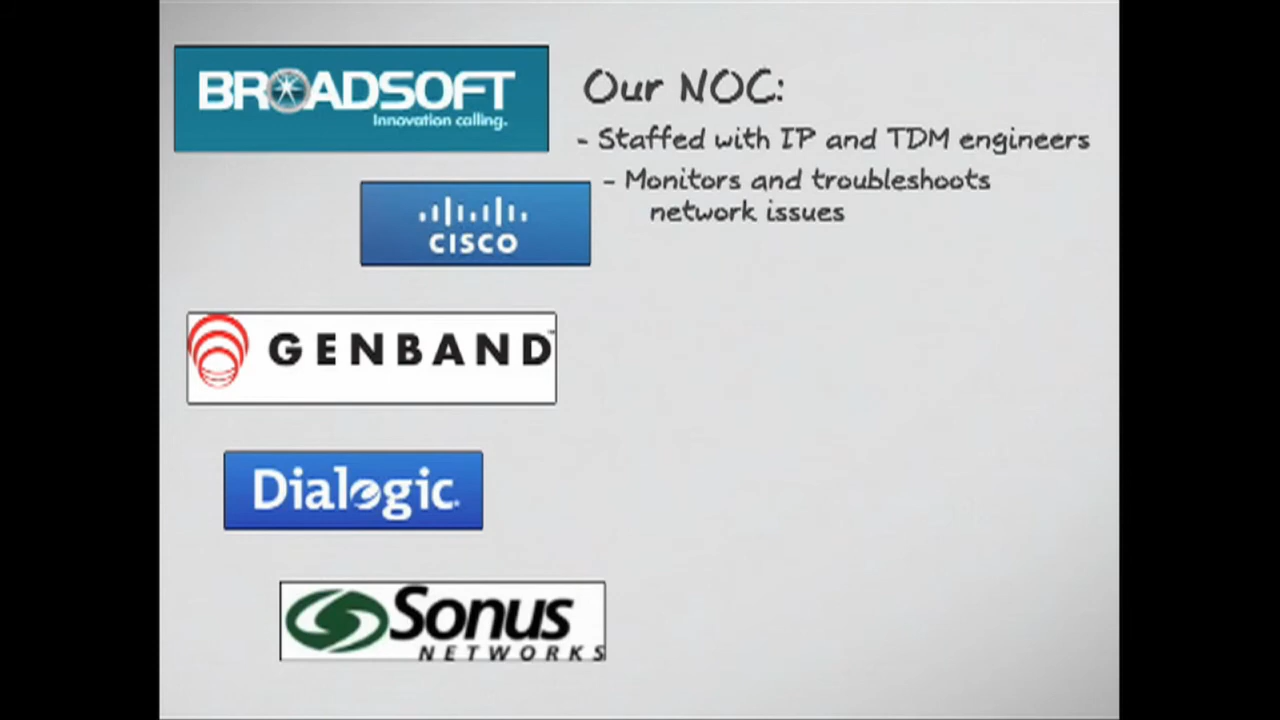 BROADSOFT
Innovation calling.
CISCO
GENBAND
Dialogic
Sonus
NETWORKS
Our NOC:
- Staffed with IP and TDM engineers
- Monitors and troubleshoots
network issues